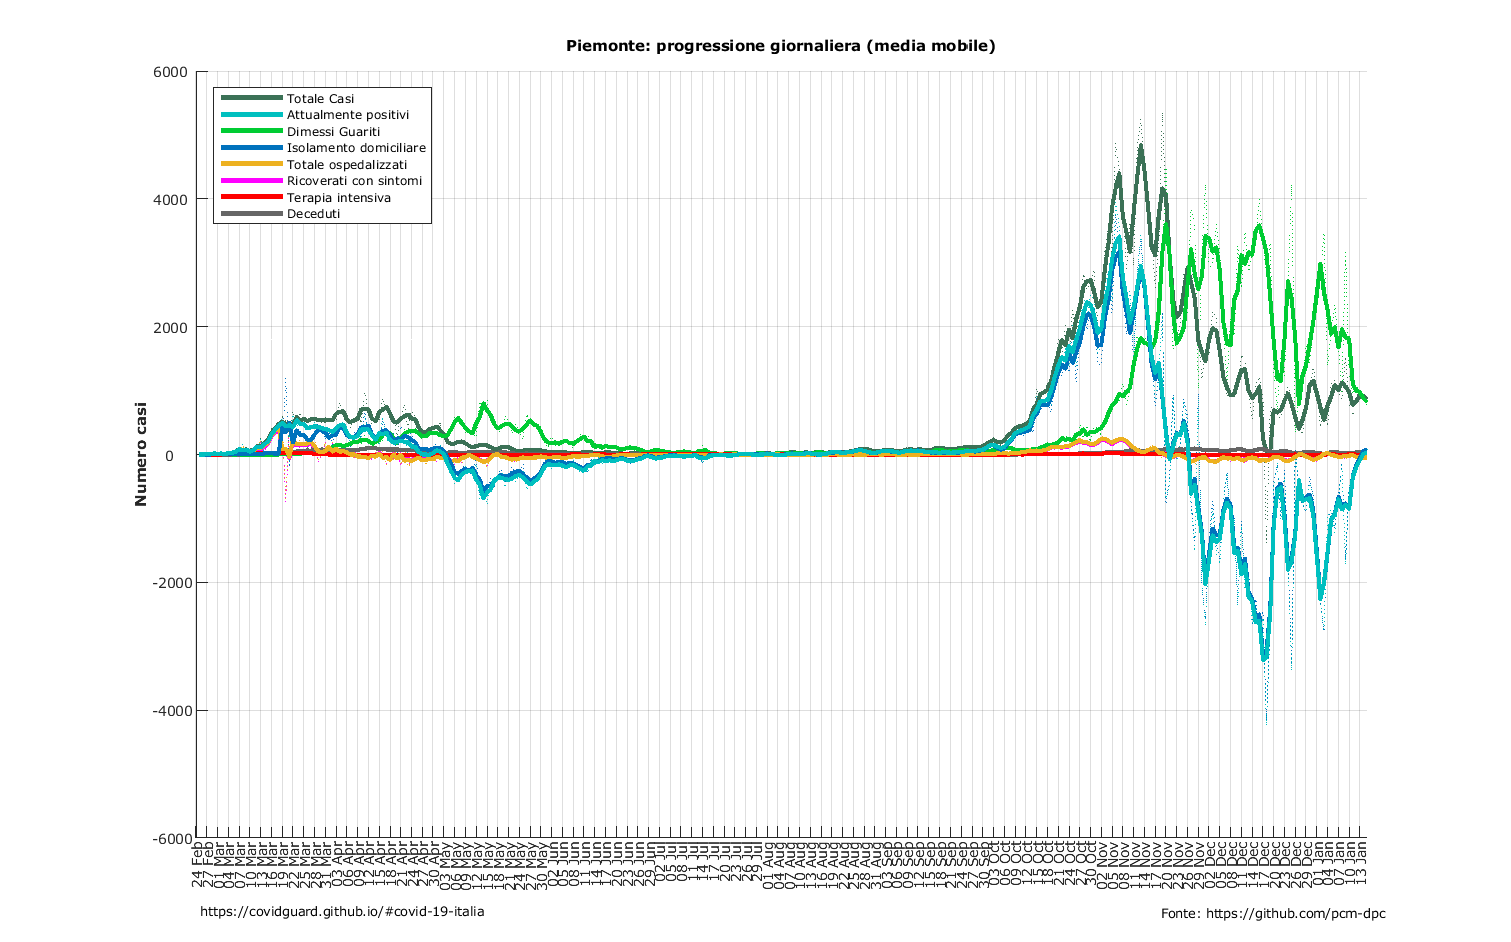 Piemonte: progressione giornaliera (media mobile)
6000
4000
2000
0
-2000
-4000
-6000
Numero casi
Totale Casi
Attualmente positivi
Dimessi Guariti
Isolamento domiciliare
Totale ospedalizzati
Ricoverati con sintomi
Terapia intensiva
Deceduti
24 Feb
27 Feb
01 Mar
04 Mar
07 Mar
10 Mar
13 Mar
16 Mar
19 Mar
22 Mar
25 Mar
28 Mar
31 Mar
03 Apr
06 Apr
09 Apr
12 Apr
15 Apr
18 Apr
21 Apr
24 Apr
27 Apr
30 Apr
03 May
06 May
09 May
12 May
15 May
18 May
21 May
24 May
27 May
30 May
02 Jun
05 Jun
08 Jun
11 Jun
14 Jun
17 Jun
20 Jun
23 Jun
26 Jun
29 Jun
02 Jul
05 Jul
08 Jul
11 Jul
14 Jul
17 Jul
20 Jul
23 Jul
26 Jul
29 Jul
01 Aug
04 Aug
07 Aug
10 Aug
13 Aug
16 Aug
19 Aug
22 Aug
25 Aug
28 Aug
31 Aug
03 Sep
06 Sep
09 Sep
12 Sep
15 Sep
18 Sep
21 Sep
24 Sep
27 Sep
30 Sep
03 Oct
06 Oct
09 Oct
12 Oct
15 Oct
18 Oct
21 Oct
24 Oct
27 Oct
30 Oct
02 Nov
05 Nov
08 Nov
11 Nov
14 Nov
17 Nov
20 Nov
23 Nov
26 Nov
29 Nov
02 Dec
05 Dec
08 Dec
11 Dec
14 Dec
17 Dec
20 Dec
23 Dec
26 Dec
29 Dec
01 Jan
04 Jan
07 Jan
10 Jan
13 Jan
https://covidguard.github.io/#covid-19-italia
Fonte: https://github.com/pcm-dpc